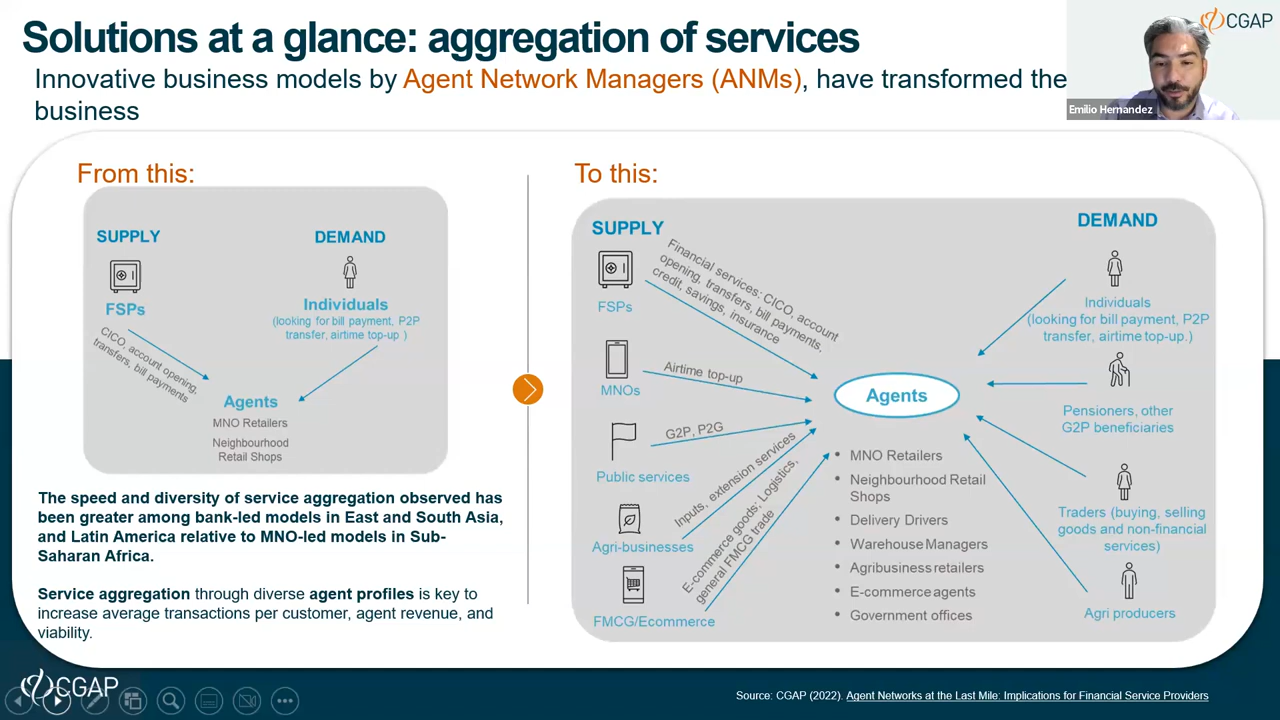 Solutions at a glance: aggregation of services
Innovative business models by Agent Network Managers (ANMs), have transformed the
business
CGAP
Emilio Hernandez
From this:
SUPPLY
DEMAND
FSPs
Individuals
(looking for bill payment, P2P
transfer, airtime top-up )
CICO, account opening,
transfers, bill payments
Agents
MNO Retailers
Neighbourhood
Retail Shops
The speed and diversity of service aggregation observed has
been greater among bank-led models in East and South Asia,
and Latin America relative to MNO-led models in Sub-
Saharan Africa.
Service aggregation through diverse agent profiles is key to
increase average transactions per customer, agent revenue, and
viability.
To this:
SUPPLY
DEMAND
FSPs
Financial services: CICO, account
opening, transfers, bill payments,
credit, savings, insurance
MNOs
Airtime top-up
Public services
G2P, P2G
Agri-businesses
Inputs, extension services
FMCG/Ecommerce
E-commerce goods; Logistics,
general FMCG trade
Agents
• MNO Retailers
• Neighbourhood Retail
Shops
• Delivery Drivers
• Warehouse Managers
• Agribusiness retailers
• E-commerce agents
• Government offices
Individuals
(looking for bill payment, P2P
transfer, airtime top-up.)
Pensioners, other
G2P beneficiaries
Traders (buying, selling
goods and non-financial
services)
Agri producers
CGAP
Source: CGAP (2022). Agent Networks at the Last Mile: Implications for Financial Service Providers